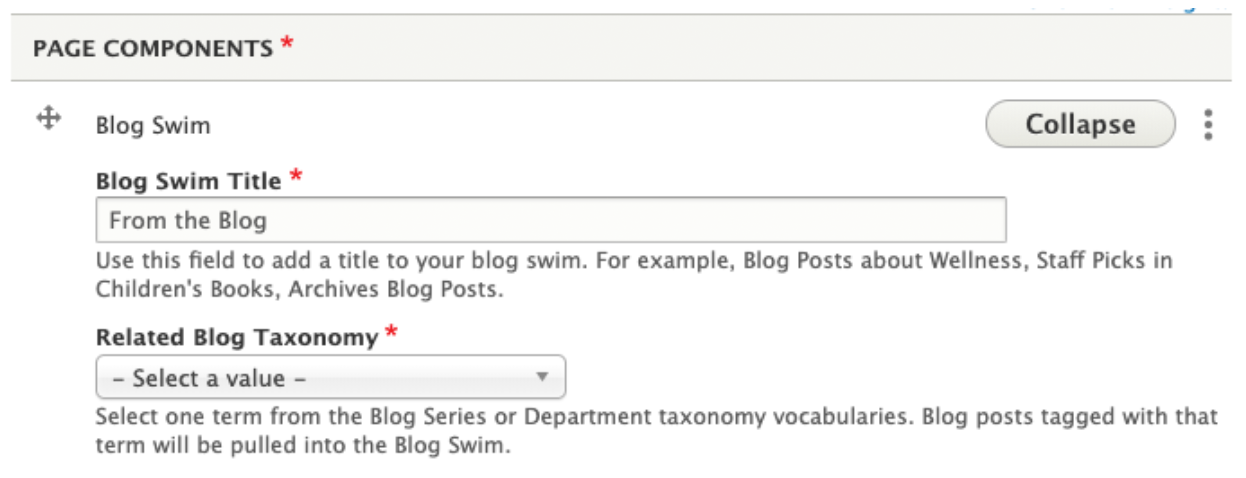 PAGE COMPONENTS *
Blog Swim
Collapse
Blog Swim Title *
From the Blog
Use this field to add a title to your blog swim. For example, Blog Posts about Wellness, Staff Picks in
Children's Books, Archives Blog Posts.
Related Blog Taxonomy *
– Select a value –
Select one term from the Blog Series or Department taxonomy vocabularies. Blog posts tagged with that
term will be pulled into the Blog Swim.